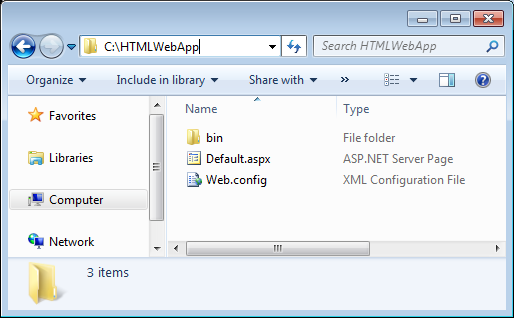 C:\HTMLWebApp Search HTMLWebApp
Organize Include in library Share with »
Favorites
Libraries
Computer
Network
Name Type
bin File folder
Default.aspx ASP.NET Server Page
Web.config XML Configuration File
3 items